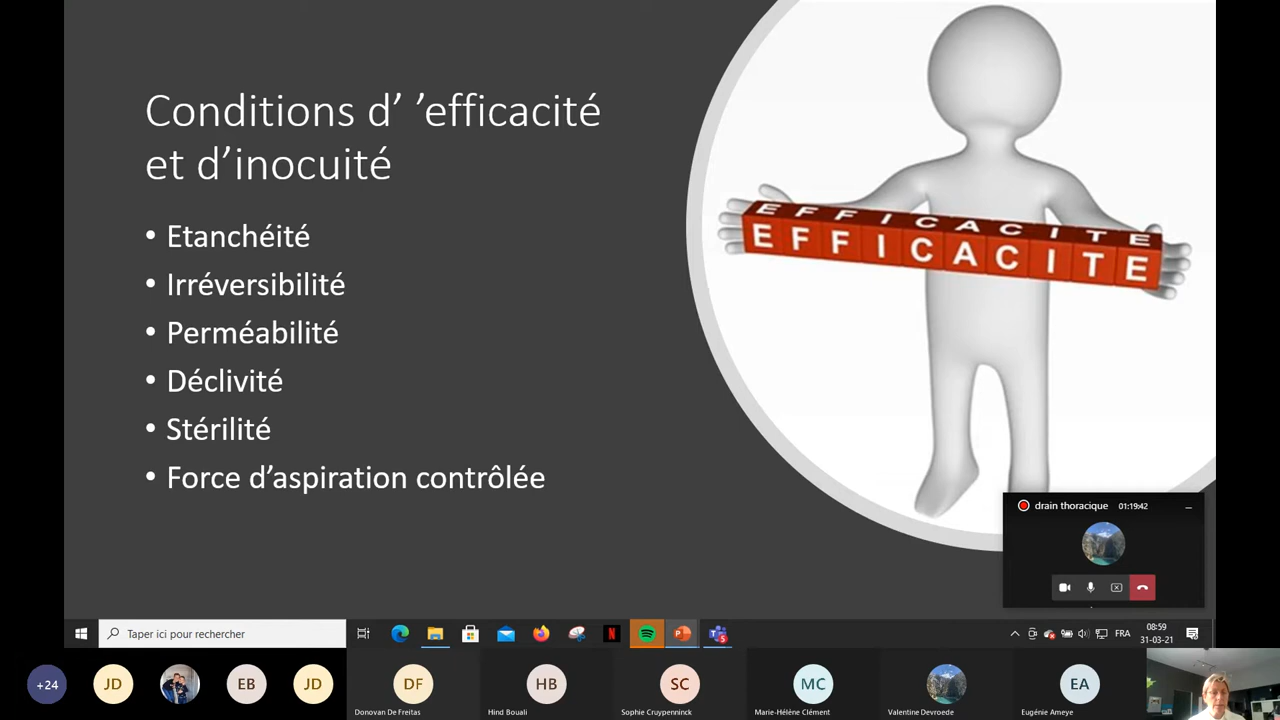 Conditions d’ ’efficacité
et d’inocuité
• Etanchéité
• Irréversibilité
• Perméabilité
• Déclivité
• Stérilité
• Force d’aspiration contrôlée
EFFICACITE
EFFICACITE
drain thoracique 01:19:42
Taper ici pour rechercher
N
P
5
FRA
08:59
31-03-21
+24
JD
EB
JD
DF
HB
SC
MC
EA
Donovan De Freitas
Hind Bouali
Sophie Cruypenninck
Marie-Hélène Clément
Valentine Devroede
Eugénie Ameye